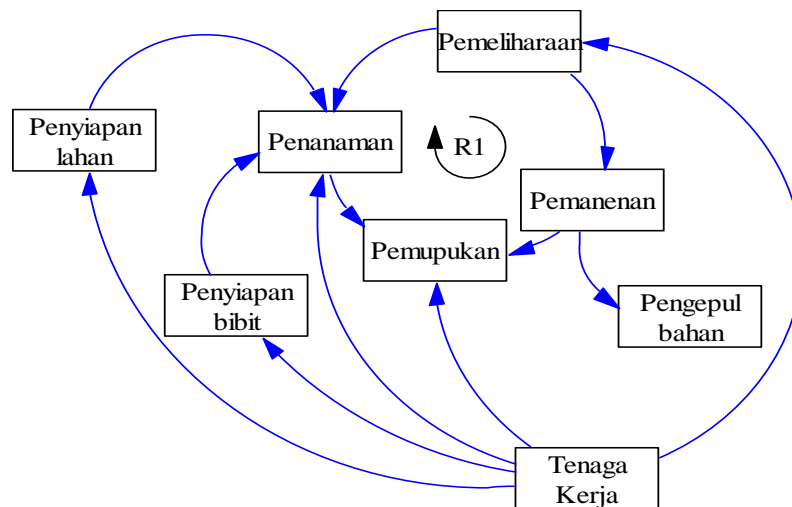 Pemeliharaan
Penyiapan
lahan
Penanaman
R1
Pemanenan
Pemupukan
Penyiapan
bibit
Pengepul
bahan
Tenaga
Kerja